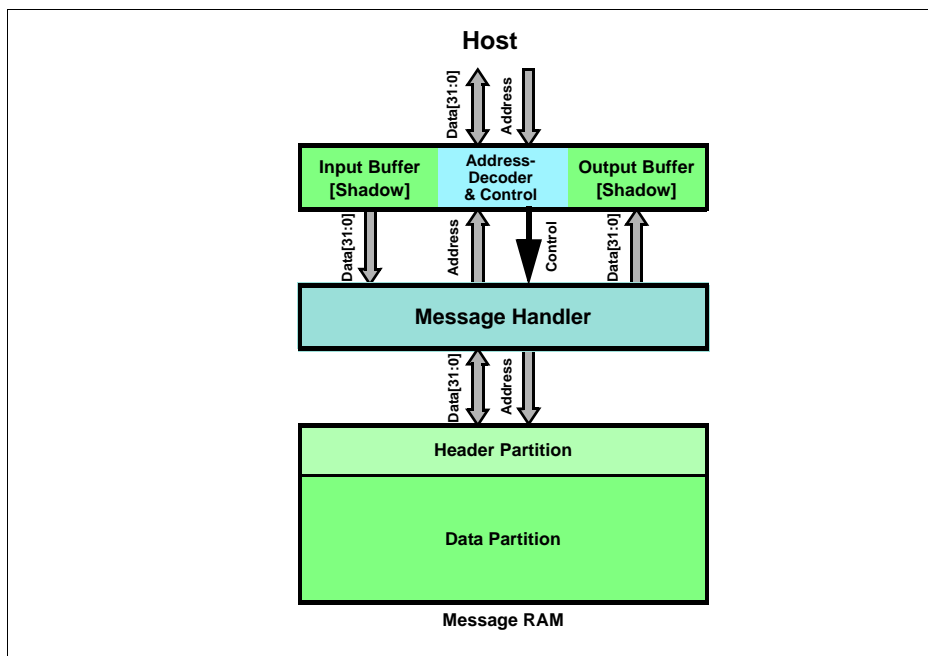 Host
Data[31:0]
Address
Input Buffer
[Shadow]
Address-
Decoder
& Control
Output Buffer
[Shadow]
Data[31:0]
Address
Control
Data[31:0]
Message Handler
Data[31:0]
Address
Header Partition
Data Partition
Message RAM